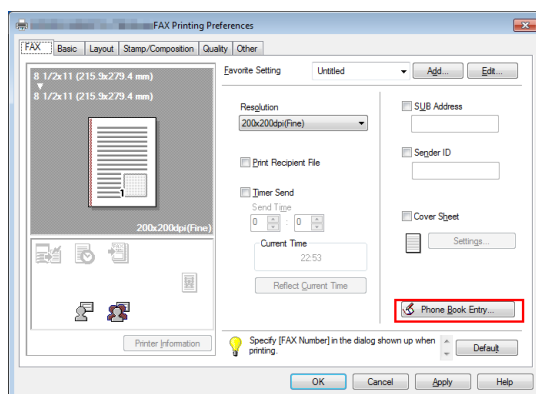 FAX Printing Preferences
FAX Basic Layout Stamp/Composition Quality Other
8 1/2x11 (215.9x279.4 mm)
8 1/2x11 (215.9x279.4 mm)
1
200x200dpi(Fine)
Printer Information
Favorite Setting Untitled Add... Edit...
Resolution
200x200dpi(Fine)
Print Recipient File
Timer Send
Send Time
0 : 0
Current Time
22:53
Reflect Current Time
SUB Address
Sender ID
Cover Sheet
Settings...
Phone Book Entry...
Specify [FAX Number] in the dialog shown up when
printing.
Default
OK Cancel Apply Help